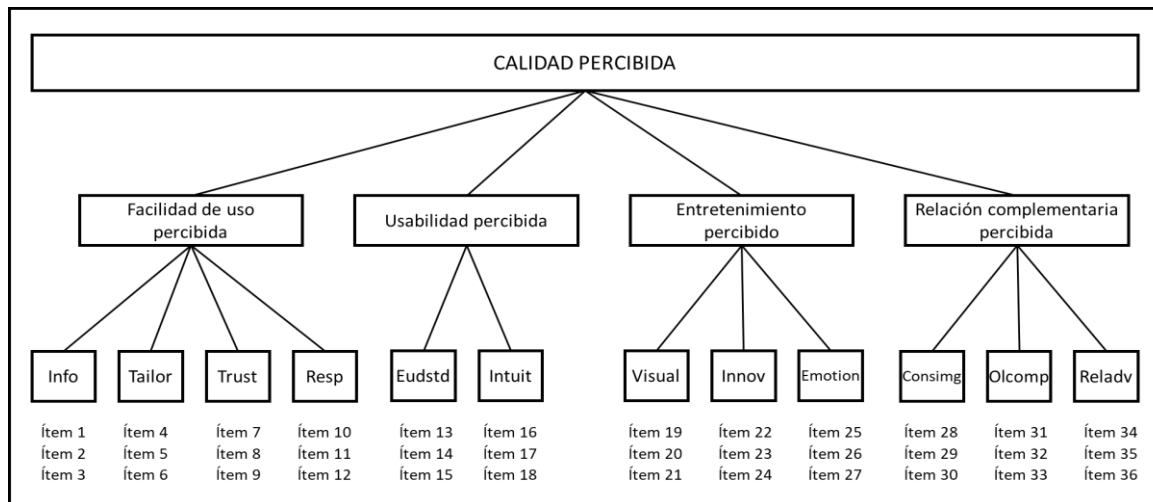 CALIDAD PERCIBIDA
Facilidad de uso
percibida
Usabilidad percibida
Entretenimiento
percibido
Relación complementaria
percibida
Info
Tailor
Trust
Resp
Eudstd
Intuit
Visual
Innov
Emotion
Consimg
Olcomp
Reladv
Ítem 1
Ítem 2
Ítem 3
Ítem 4
Ítem 5
Ítem 6
Ítem 7
Ítem 8
Ítem 9
Ítem 10
Ítem 11
Ítem 12
Ítem 13
Ítem 14
Ítem 15
Ítem 16
Ítem 17
Ítem 18
Ítem 19
Ítem 20
Ítem 21
Ítem 22
Ítem 23
Ítem 24
Ítem 25
Ítem 26
Ítem 27
Ítem 28
Ítem 29
Ítem 30
Ítem 31
Ítem 32
Ítem 33
Ítem 34
Ítem 35
Ítem 36